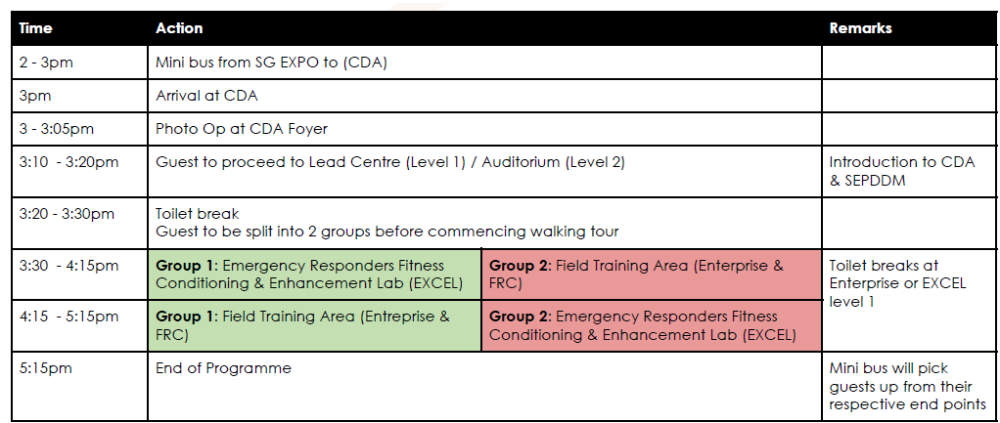 Time Action Remarks
2 - 3pm Mini bus from SG EXPO to (CDA)
3pm Arrival at CDA
3 - 3:05pm Photo Op at CDA Foyer
3:10 - 3:20pm Guest to proceed to Lead Centre (Level 1) / Auditorium (Level 2) Introduction to CDA
& SEPDDM
3:20 - 3:30pm Toilet break
Guest to be split into 2 groups before commencing walking tour
3:30 - 4:15pm Group 1: Emergency Responders Fitness
Conditioning & Enhancement Lab (EXCEL)
Group 2: Field Training Area (Enterprise &
FRC)
Toilet breaks at
Enterprise or EXCEL
level 1
4:15 - 5:15pm Group 1: Field Training Area (Entreprise &
FRC)
Group 2: Emergency Responders Fitness
Conditioning & Enhancement Lab (EXCEL)
5:15pm End of Programme Mini bus will pick
guests up from their
respective end points